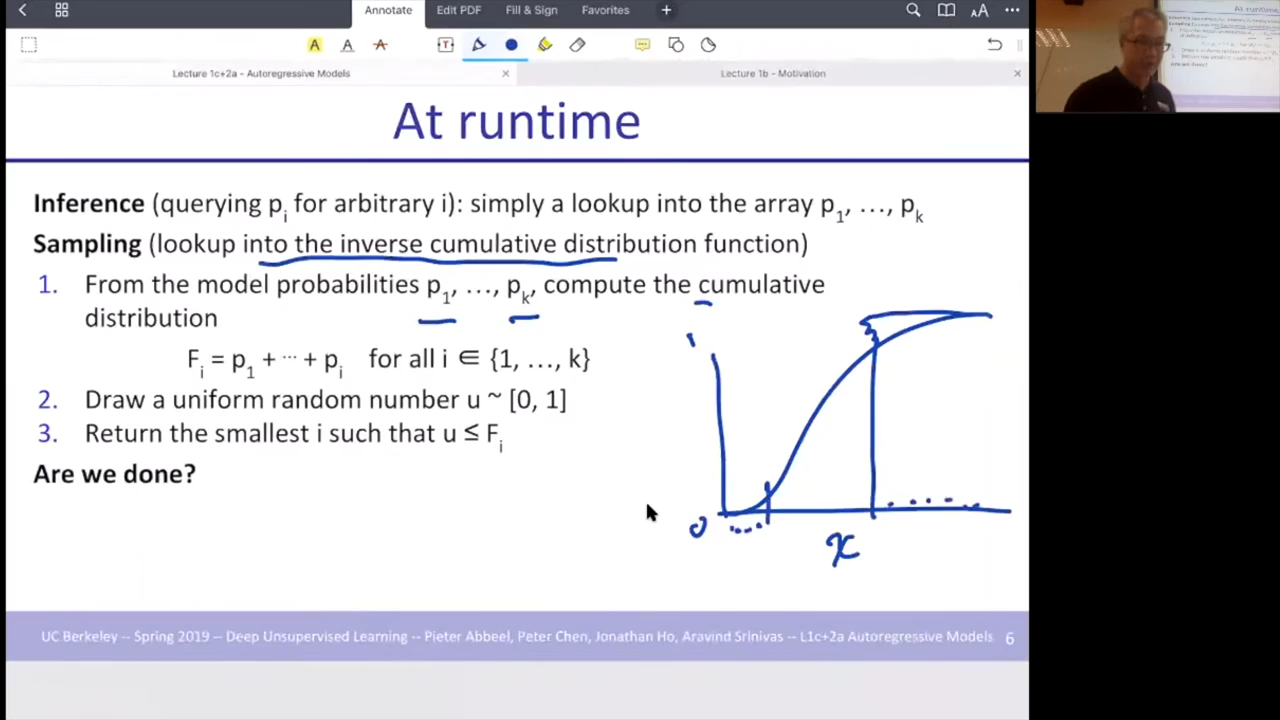 Annotate Edit PDF Fill & Sign Favorites +
Lecture 1c+2a - Autoregressive Models × Lecture 1b - Motivation ×
At runtime
Inference (querying pᵢ for arbitrary i): simply a lookup into the array p₁, …, pₖ
Sampling (lookup into the inverse cumulative distribution function)
1. From the model probabilities p₁, …, pₖ, compute the cumulative
distribution
Fᵢ = p₁ + ⋯ + pᵢ for all i ∈ {1, …, k}
2. Draw a uniform random number u ~ [0, 1]
3. Return the smallest i such that u ≤ Fᵢ
Are we done?
0
x
UC Berkeley -- Spring 2019 -- Deep Unsupervised Learning -- Pieter Abbeel, Peter Chen, Jonathan Ho, Aravind Srinivas -- L1c+2a Autoregressive Models 6